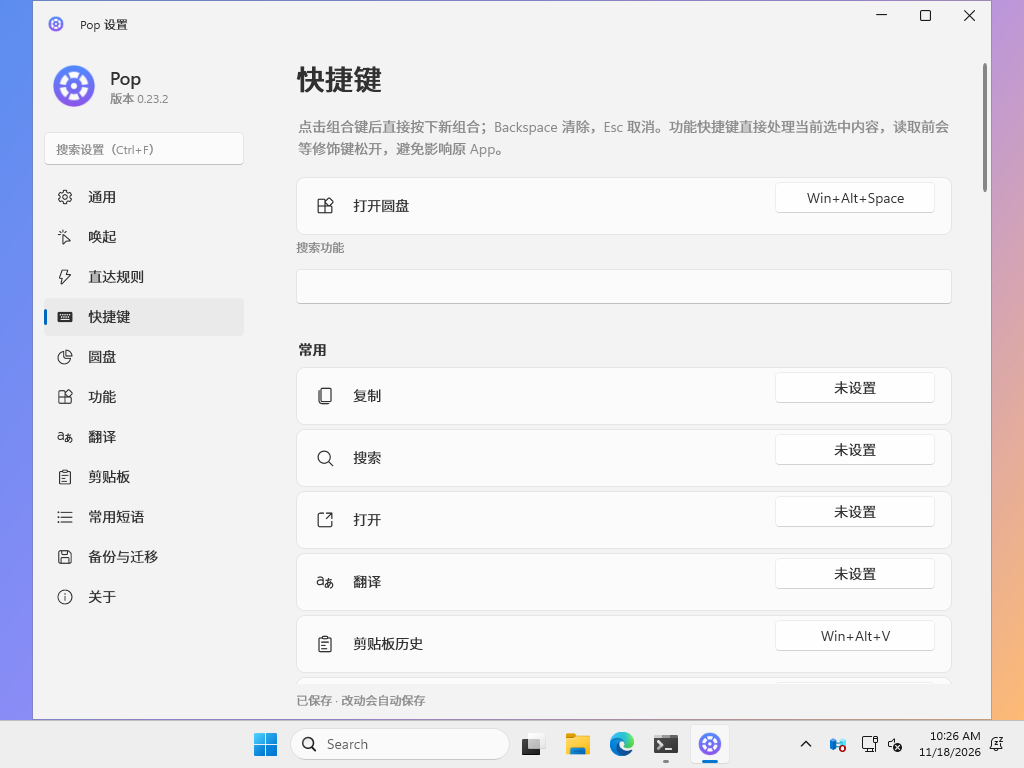 Pop 设置
Pop
版本 0.23.2
搜索设置（Ctrl+F）
通用
唤起
直达规则
快捷键
圆盘
功能
翻译
剪贴板
常用短语
备份与迁移
关于
快捷键
点击组合键后直接按下新组合；Backspace 清除，Esc 取消。功能快捷键直接处理当前选中内容，读取前会
等修饰键松开，避免影响原 App。
打开圆盘
Win+Alt+Space
搜索功能
常用
复制
未设置
搜索
未设置
打开
未设置
翻译
未设置
剪贴板历史
Win+Alt+V
已保存 · 改动会自动保存
Search
10:26 AM
11/18/2026